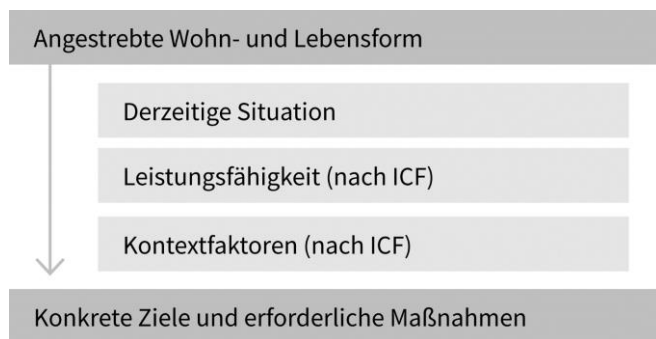 Angestrebte Wohn- und Lebensform
Derzeitige Situation
Leistungsfähigkeit (nach ICF)
Kontextfaktoren (nach ICF)
Konkrete Ziele und erforderliche Maßnahmen